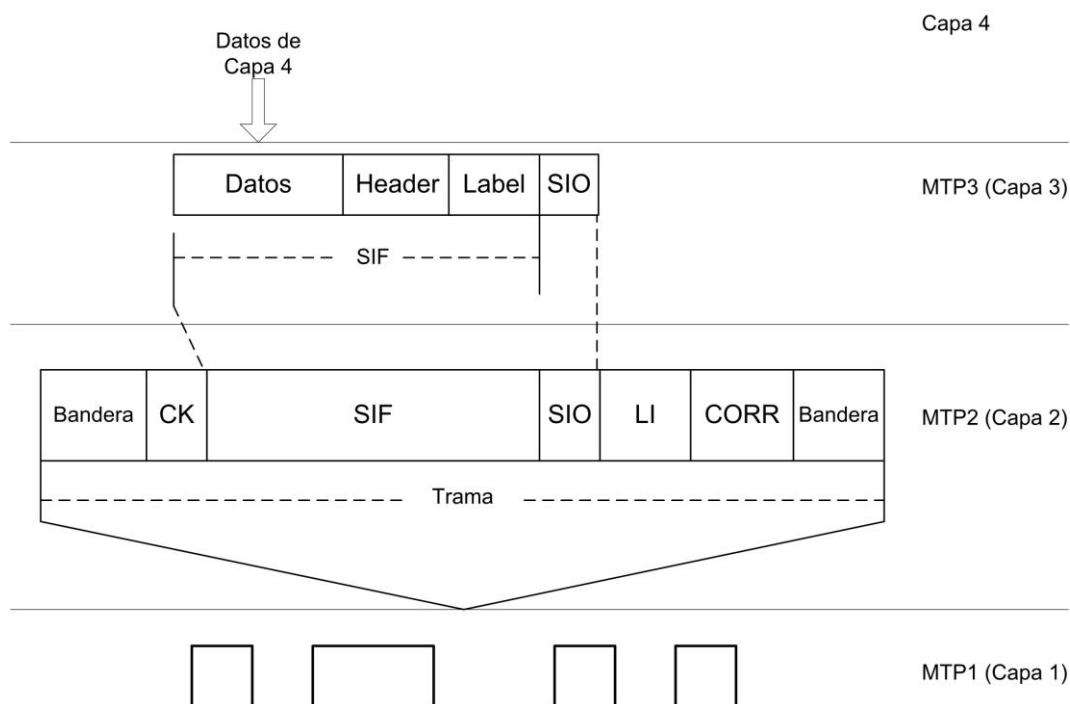 Capa 4
Datos de
Capa 4
Datos
Header
Label
SIO
MTP3 (Capa 3)
SIF
Bandera
CK
SIF
SIO
LI
CORR
Bandera
MTP2 (Capa 2)
Trama
MTP1 (Capa 1)